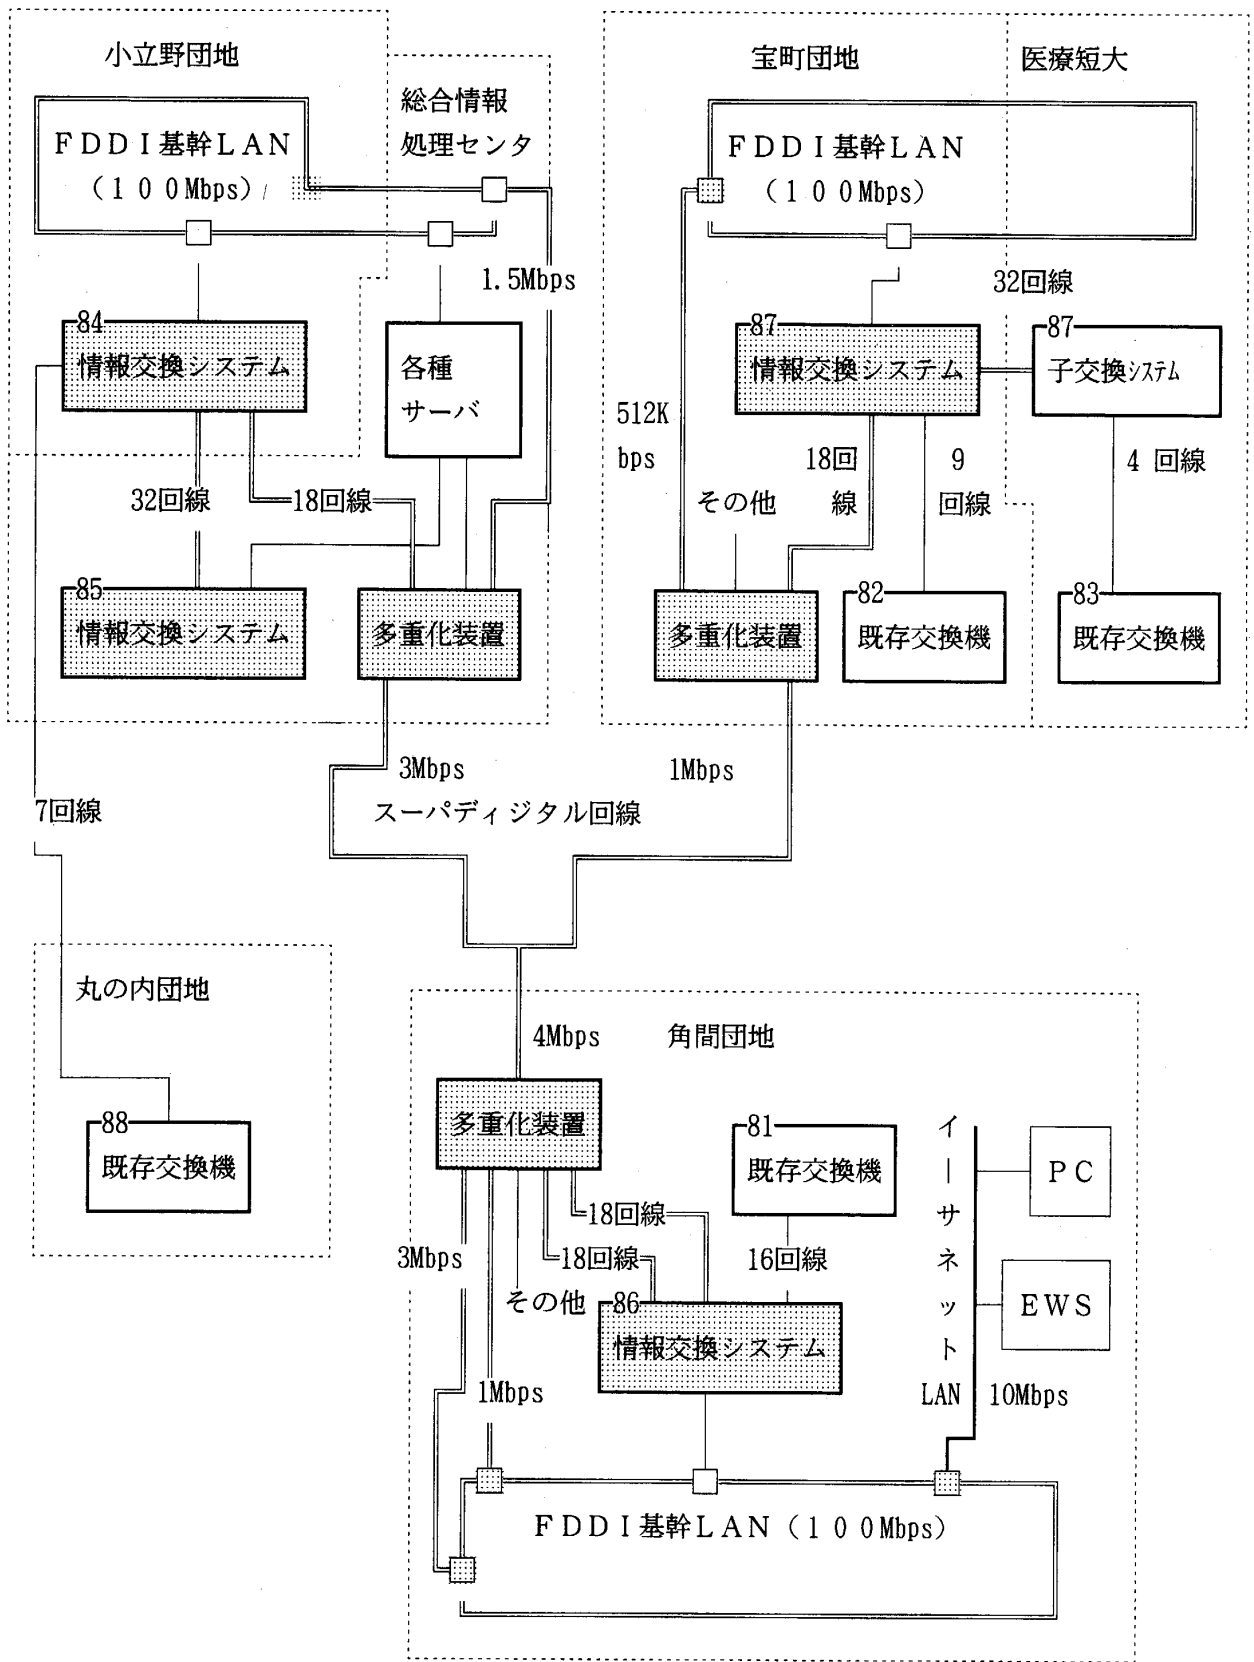 小立野団地
総合情報
処理センタ
FDDI基幹LAN
(100Mbps)
1.5Mbps
84
情報交換システム
各種
サーバ
32回線
18回線
85
情報交換システム
多重化装置
宝町団地
医療短大
FDDI基幹LAN
(100Mbps)
32回線
87
情報交換システム
87
子交換システム
512K
bps
18回
線
9
回線
4 回線
その他
多重化装置
82
既存交換機
83
既存交換機
3Mbps
1Mbps
スーパディジタル回線
7回線
丸の内団地
88
既存交換機
4Mbps
角間団地
多重化装置
81
既存交換機
イーサネット
LAN
10Mbps
PC
EWS
18回線
18回線
16回線
3Mbps
その他
86
情報交換システム
1Mbps
FDDI基幹LAN(100Mbps)